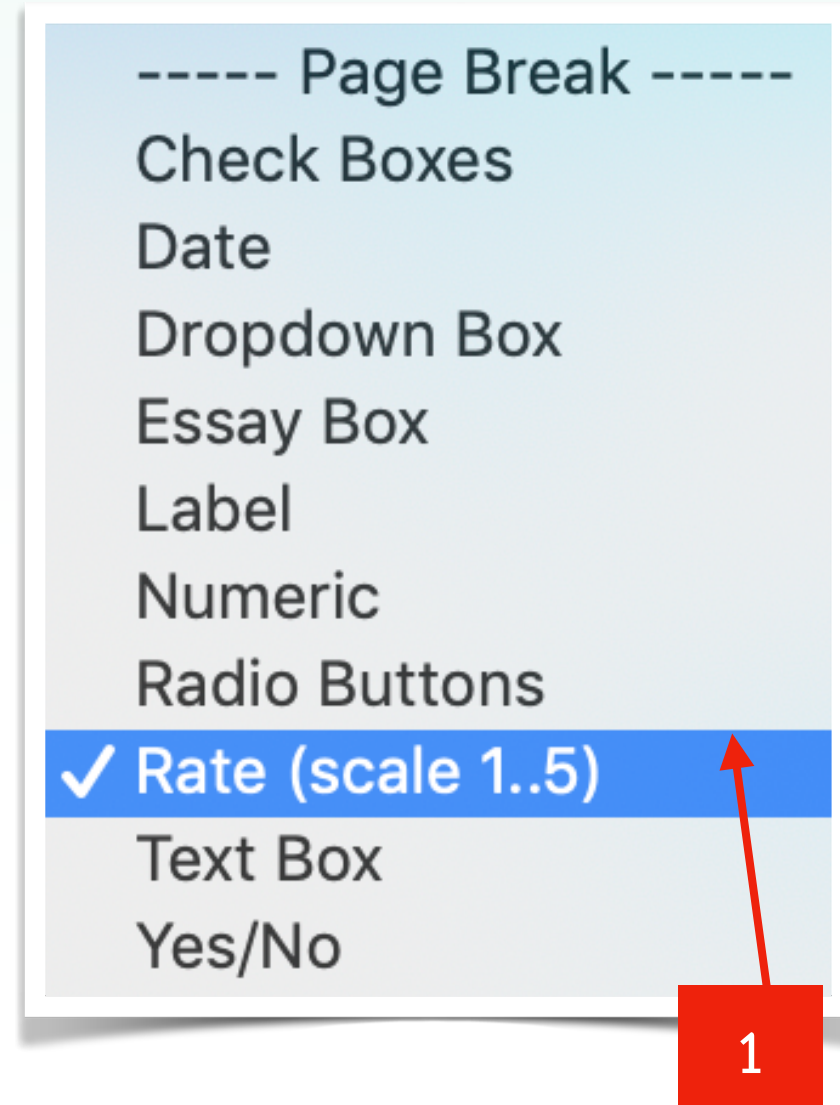 ----- Page Break -----
Check Boxes
Date
Dropdown Box
Essay Box
Label
Numeric
Radio Buttons
✓ Rate (scale 1..5)
Text Box
Yes/No
1